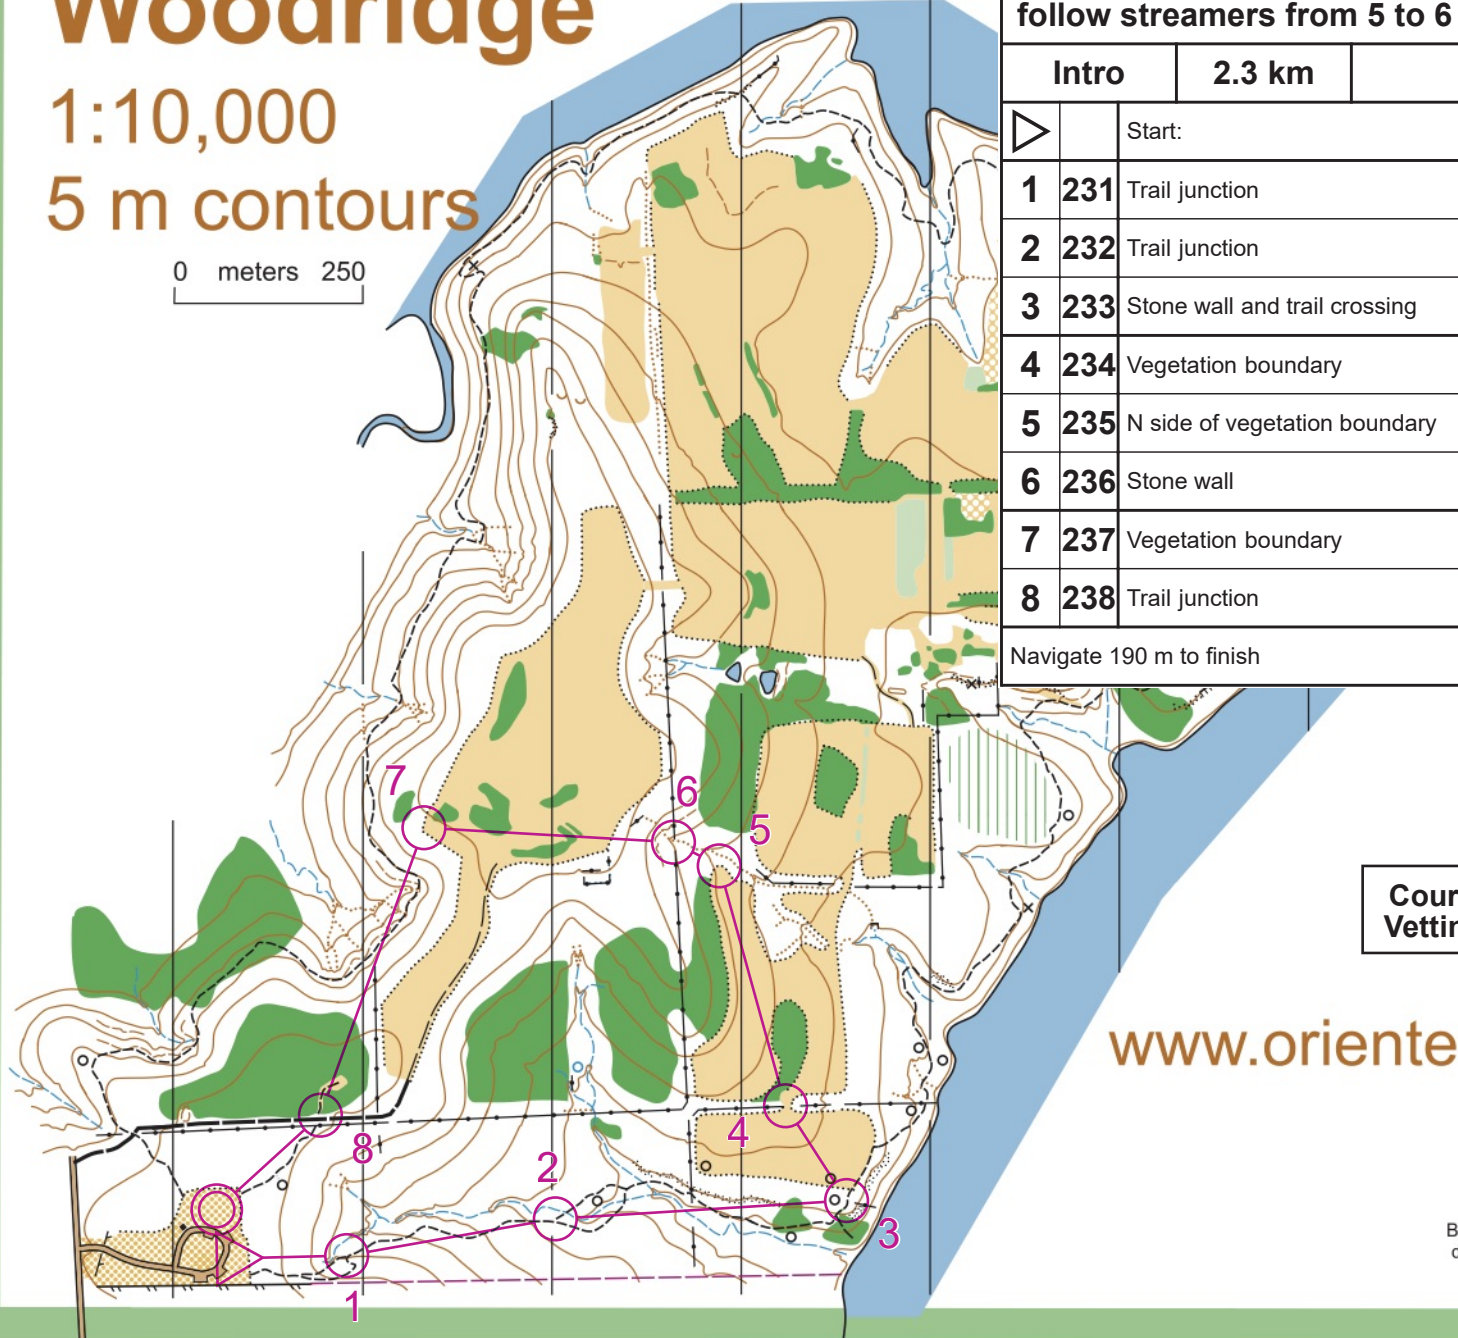 Woodridge
1:10,000
5 m contours
0 meters 250
follow streamers from 5 to 6
Intro 2.3 km
Start:
1 231 Trail junction
2 232 Trail junction
3 233 Stone wall and trail crossing
4 234 Vegetation boundary
5 235 N side of vegetation boundary
6 236 Stone wall
7 237 Vegetation boundary
8 238 Trail junction
Navigate 190 m to finish
7
6
5
4
8
2
3
1
Cour
Vettin
www.oriente
B